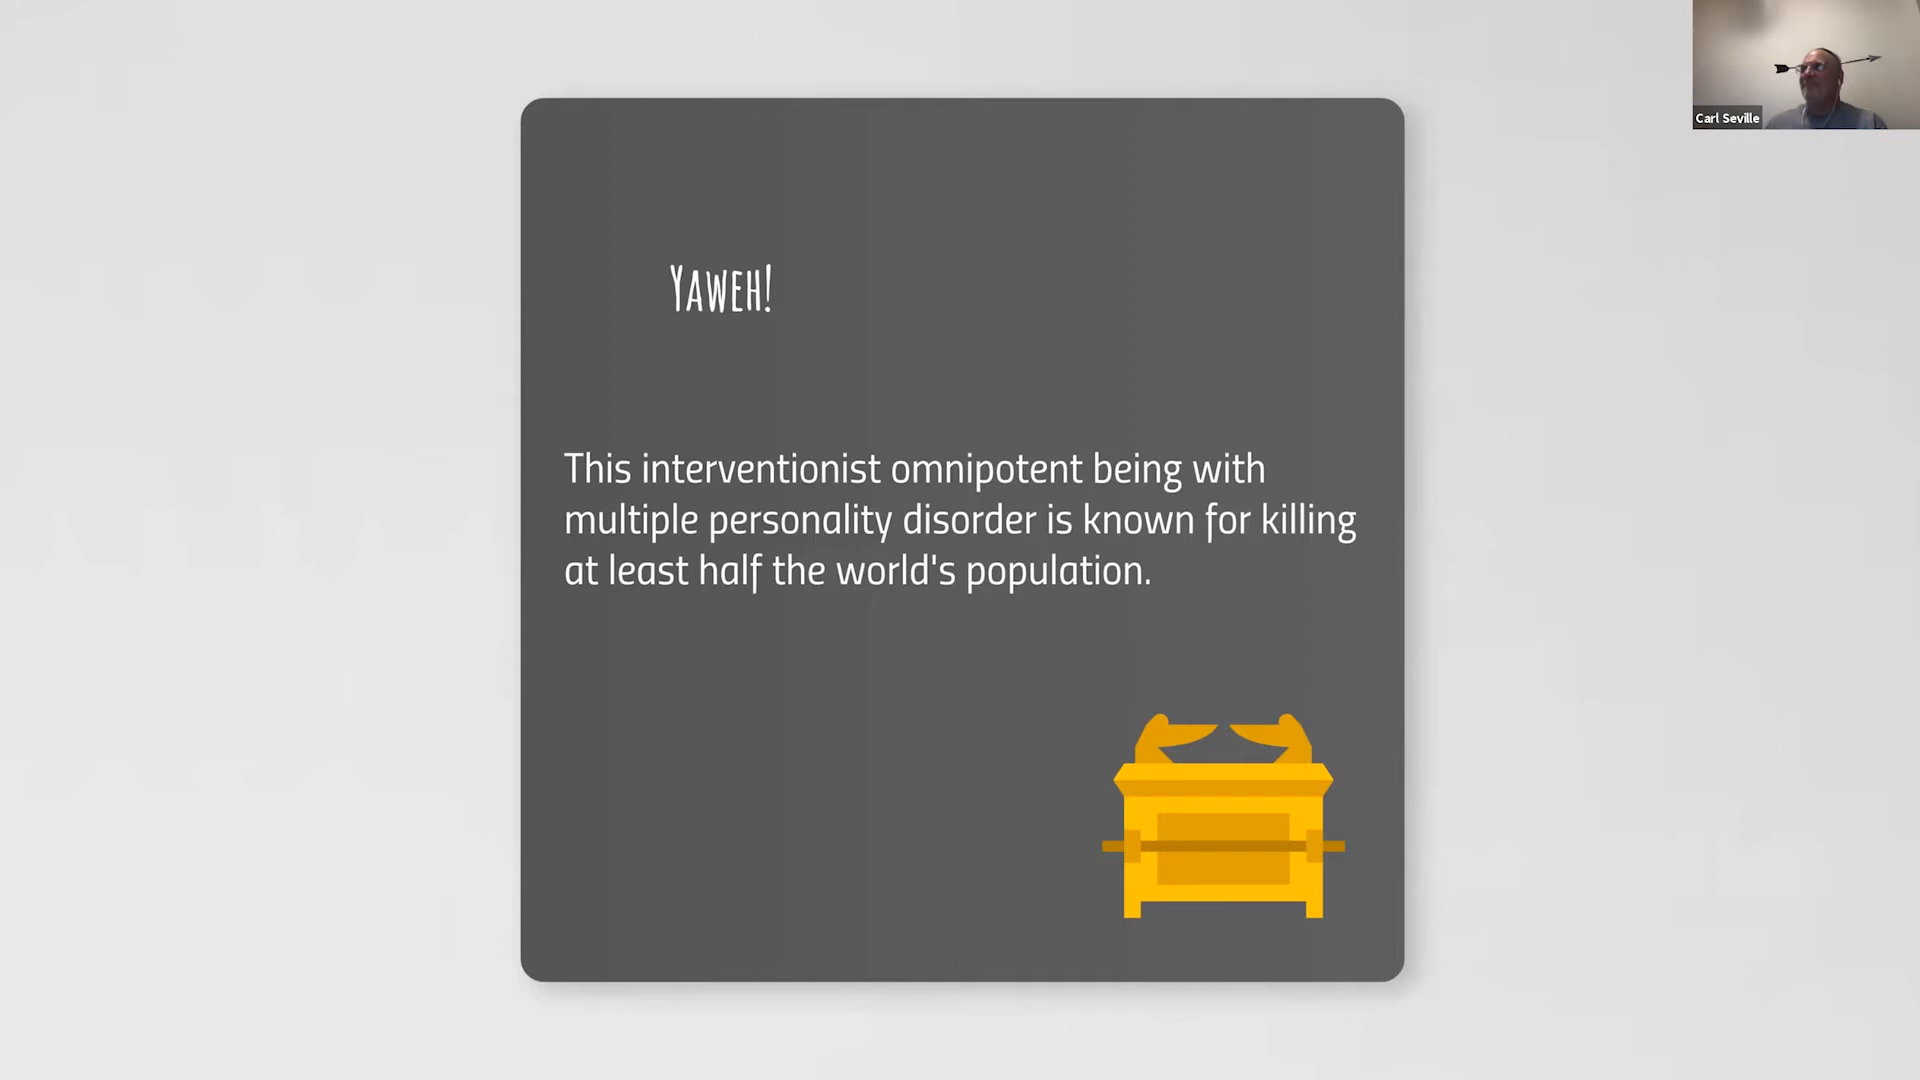 Carl Seville
Yaweh!
This interventionist omnipotent being with
multiple personality disorder is known for killing
at least half the world's population.